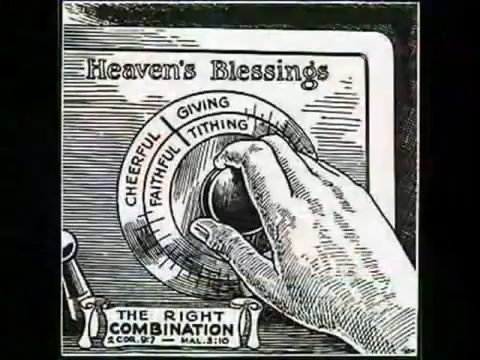 Heaven's Blessings
GIVING
TITHING
CHEERFUL
FAITHFUL
THE RIGHT
COMBINATION
2 COR. 9:7 — MAL. 3:10